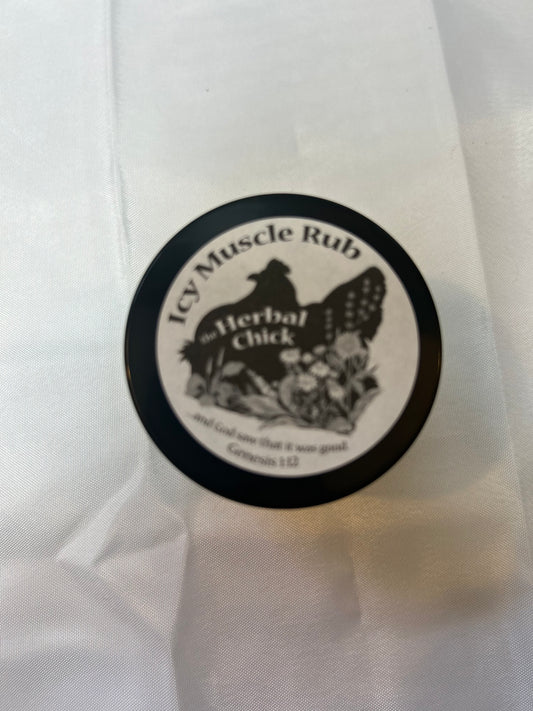 Icy Muscle Rub
the Herbal
Chick
...and God saw that it was good.
Genesis 1:12